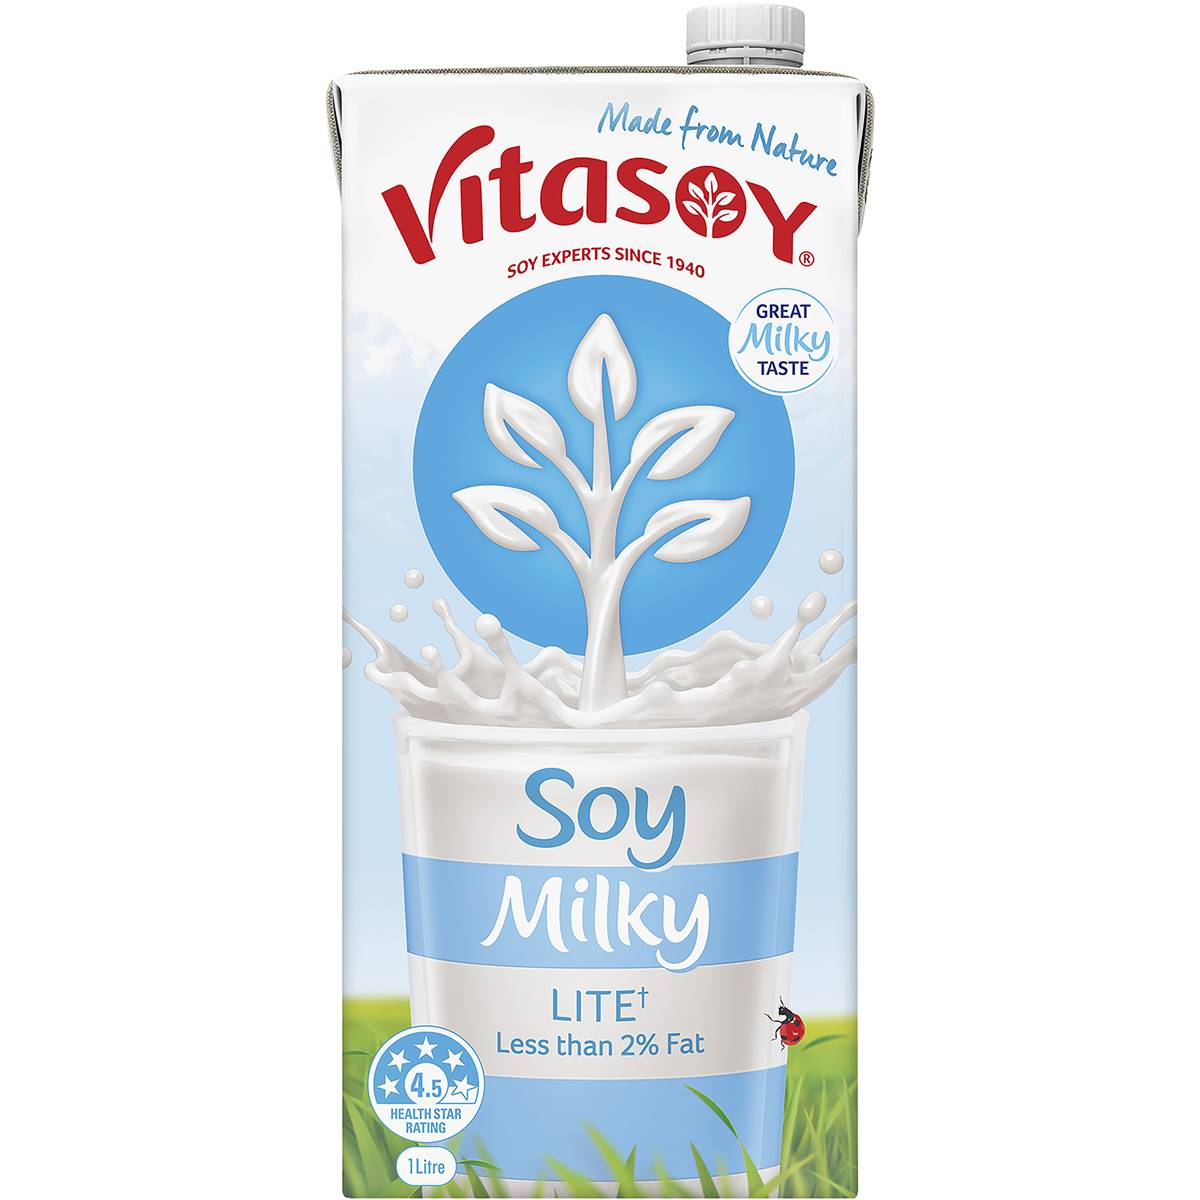 Made from Nature
Vitasoy®
SOY EXPERTS SINCE 1940
GREAT
Milky
TASTE
Soy
Milky
LITE†
Less than 2% Fat
4.5
HEALTH STAR
RATING
1 Litre